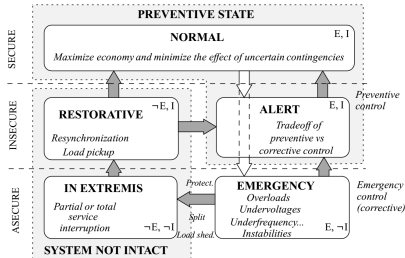 PREVENTIVE STATE
SECURE
NORMAL
E, I
Maximize economy and minimize the effect of uncertain contingencies
INSECURE
RESTORATIVE
¬E, I
Resynchronization
Load pickup
ALERT
E, I
Tradeoff of
preventive vs
corrective control
Preventive
control
ASECURE
IN EXTREMIS
Partial or total
service
interruption
¬E, ¬I
Protect.
Split
Load shed.
EMERGENCY
Overloads
Undervoltages
Underfrequency...
Instabilities
E, ¬I
Emergency
control
(corrective)
SYSTEM NOT INTACT